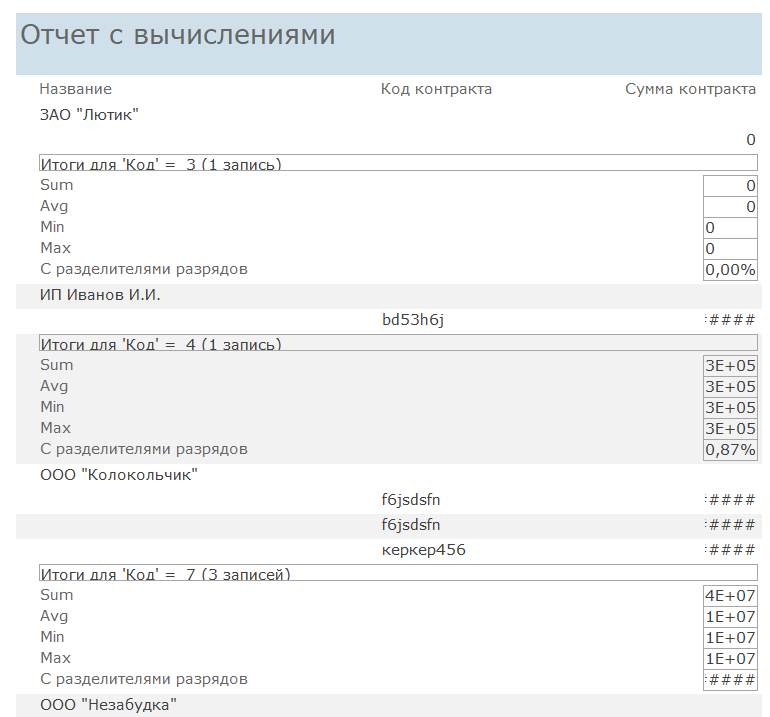 Отчет с вычислениями
Название Код контракта Сумма контракта
ЗАО "Лютик"
0
Итоги для 'Код' = 3 (1 запись)
Sum 0
Avg 0
Min 0
Max 0
С разделителями разрядов 0,00%
ИП Иванов И.И.
bd53h6j #####
Итоги для 'Код' = 4 (1 запись)
Sum 3E+05
Avg 3E+05
Min 3E+05
Max 3E+05
С разделителями разрядов 0,87%
ООО "Колокольчик"
f6jsdsfn #####
f6jsdsfn #####
керкер456 #####
Итоги для 'Код' = 7 (3 записей)
Sum 4E+07
Avg 1E+07
Min 1E+07
Max 1E+07
С разделителями разрядов #####
ООО "Незабудка"